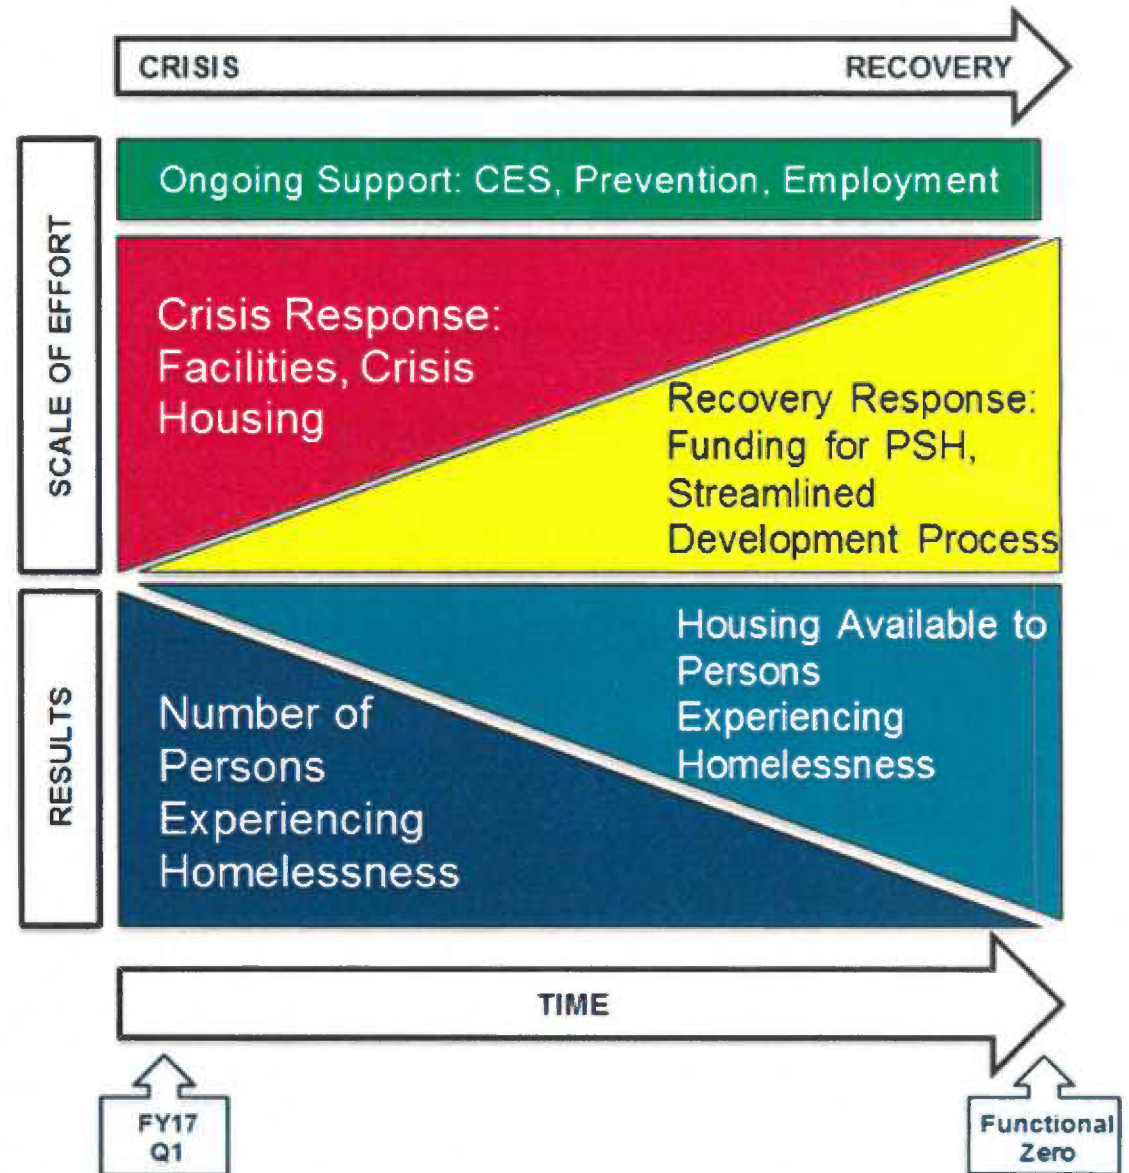 CRISIS
RECOVERY
SCALE OF EFFORT
Ongoing Support: CES, Prevention, Employment
Crisis Response:
Facilities, Crisis
Housing
Recovery Response:
Funding for PSH,
Streamlined
Development Process
RESULTS
Number of
Persons
Experiencing
Homelessness
Housing Available to
Persons
Experiencing
Homelessness
TIME
FY17
Q1
Functional
Zero